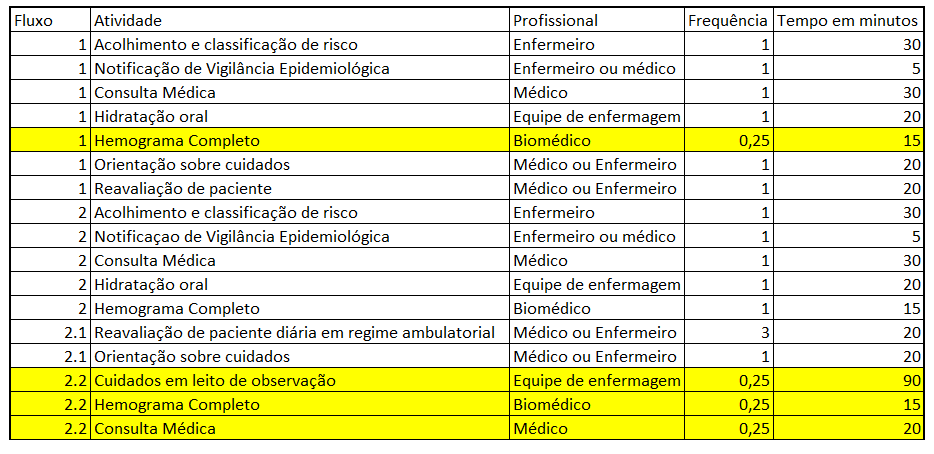 Fluxo Atividade Profissional Frequência Tempo em minutos
1 Acolhimento e classificação de risco Enfermeiro 1 30
1 Notificação de Vigilância Epidemiológica Enfermeiro ou médico 1 5
1 Consulta Médica Médico 1 30
1 Hidratação oral Equipe de enfermagem 1 20
1 Hemograma Completo Biomédico 0,25 15
1 Orientação sobre cuidados Médico ou Enfermeiro 1 20
1 Reavaliação de paciente Médico ou Enfermeiro 1 20
2 Acolhimento e classificação de risco Enfermeiro 1 30
2 Notificaçao de Vigilância Epidemiológica Enfermeiro ou médico 1 5
2 Consulta Médica Médico 1 30
2 Hidratação oral Equipe de enfermagem 1 20
2 Hemograma Completo Biomédico 1 15
2.1 Reavaliação de paciente diária em regime ambulatorial Médico ou Enfermeiro 3 20
2.1 Orientação sobre cuidados Médico ou Enfermeiro 1 20
2.2 Cuidados em leito de observação Equipe de enfermagem 0,25 90
2.2 Hemograma Completo Biomédico 0,25 15
2.2 Consulta Médica Médico 0,25 20